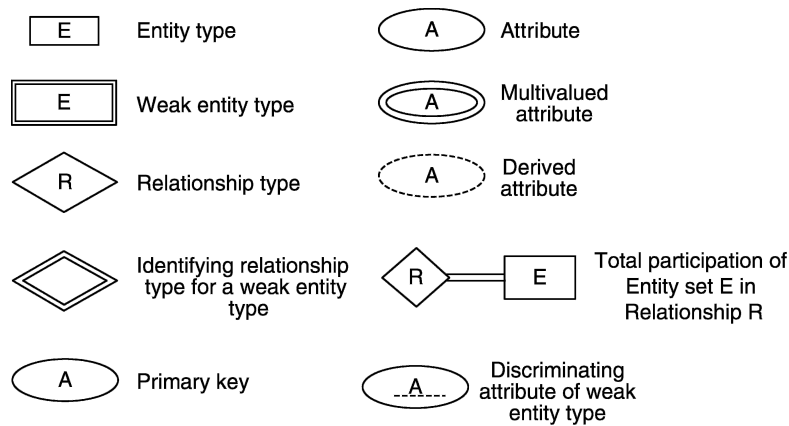 E Entity type
A Attribute
E Weak entity type
A Multivalued
attribute
R Relationship type
A Derived
attribute
Identifying relationship
type for a weak entity
type
R E Total participation of
Entity set E in
Relationship R
A Primary key
A Discriminating
attribute of weak
entity type